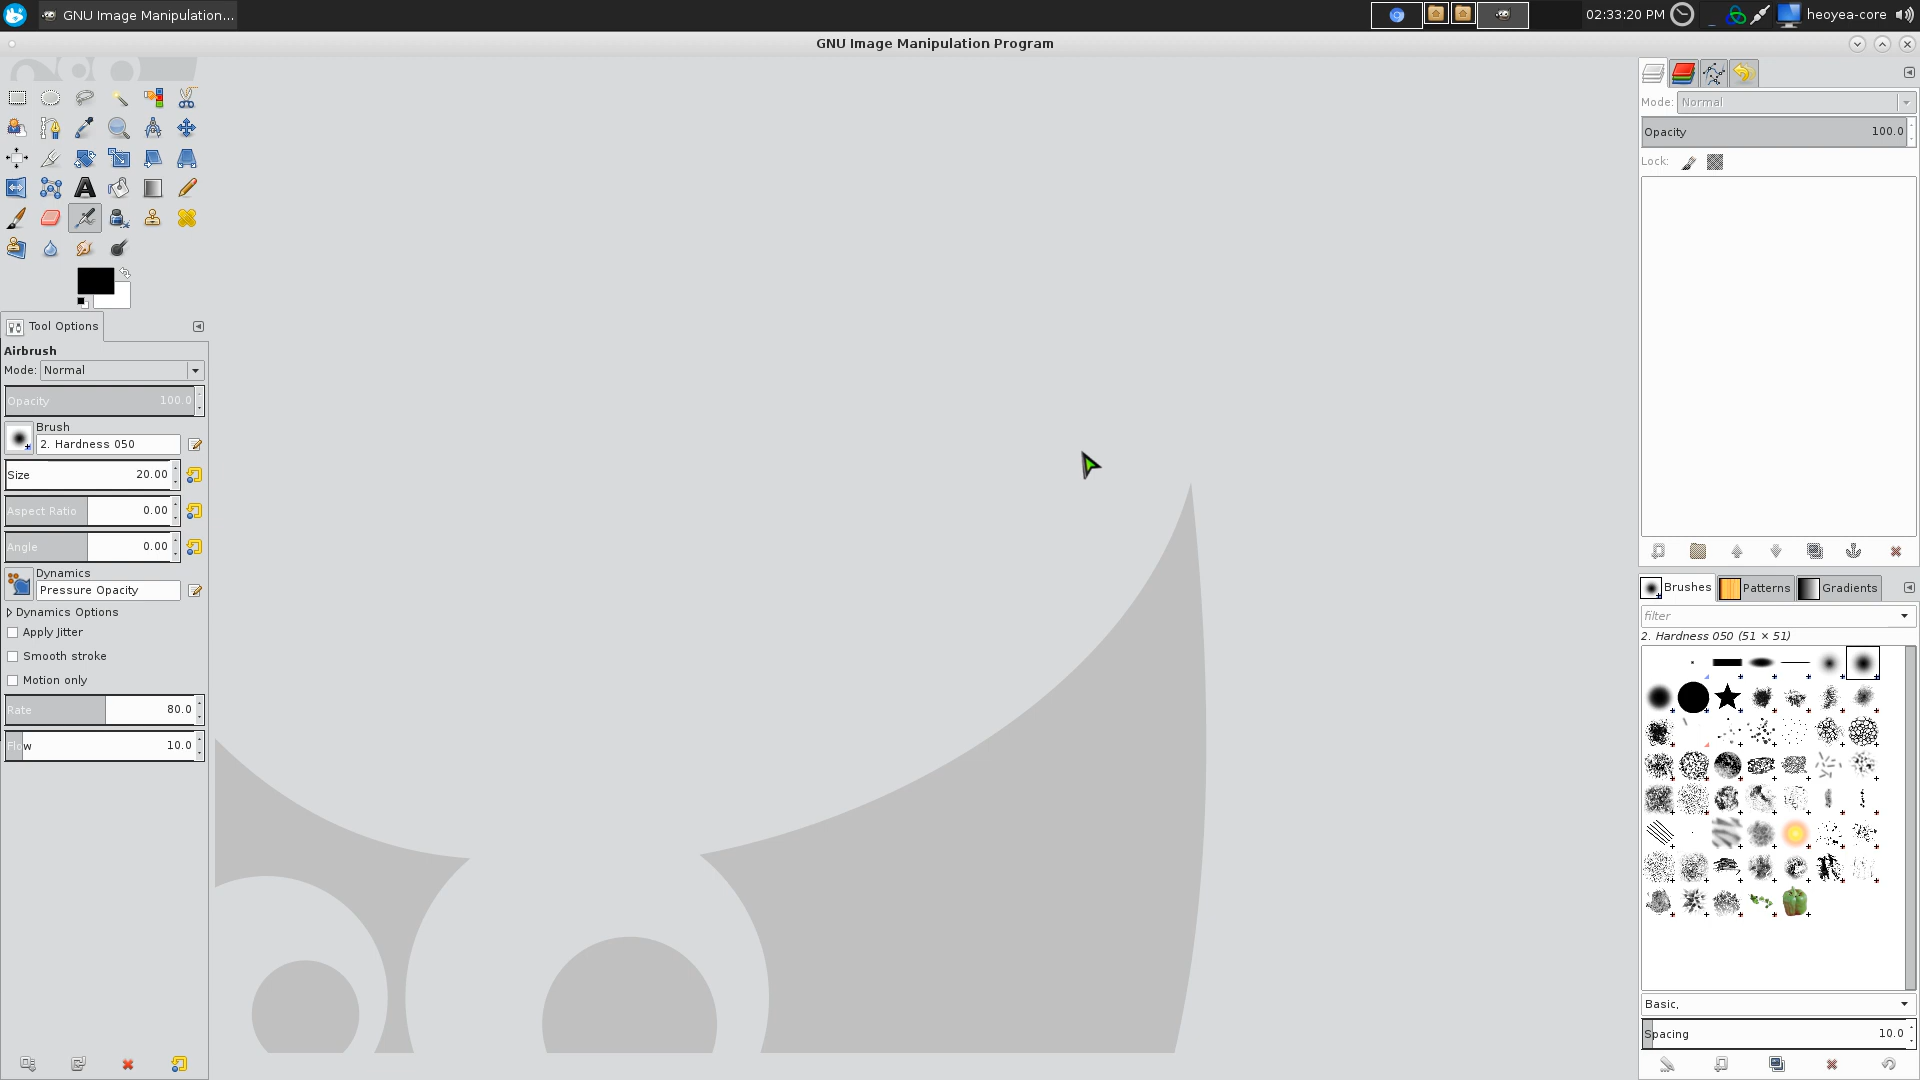 GNU Image Manipulation...
02:33:20 PM
heoyea-core
GNU Image Manipulation Program
Tool Options
Airbrush
Mode: Normal
Opacity 100.0
Brush
2. Hardness 050
Size 20.00
Aspect Ratio 0.00
Angle 0.00
Dynamics
Pressure Opacity
Dynamics Options
Apply Jitter
Smooth stroke
Motion only
Rate 80.0
Flow 10.0
Mode: Normal
Opacity 100.0
Lock:
Brushes
Patterns
Gradients
filter
2. Hardness 050 (51 × 51)
Basic,
Spacing 10.0